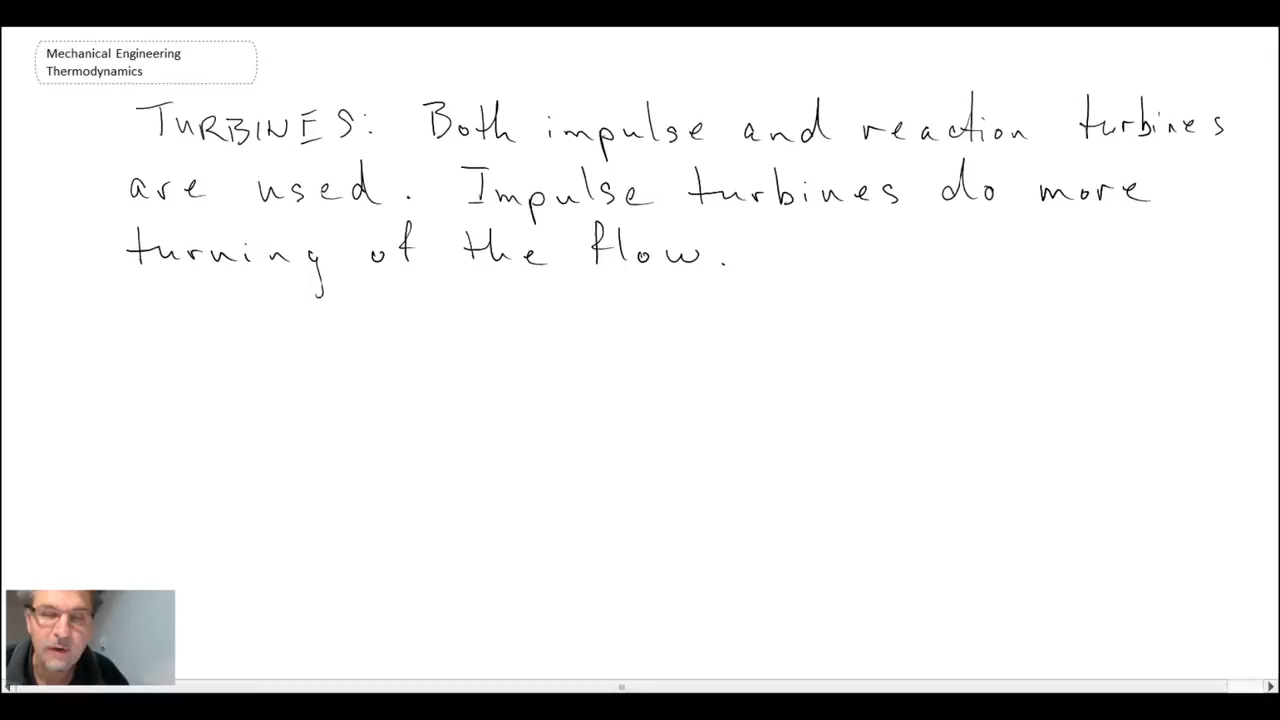 Mechanical Engineering
Thermodynamics
TURBINES: Both impulse and reaction turbines
are used. Impulse turbines do more
turning of the flow.